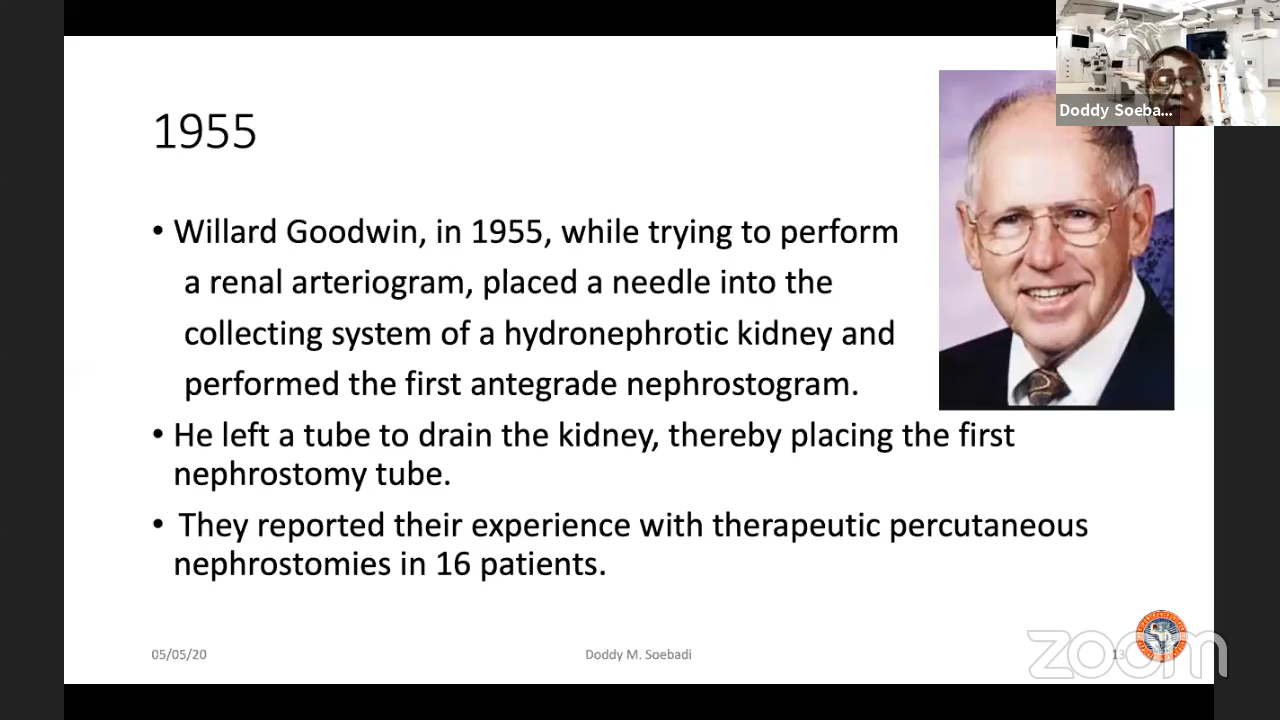 Doddy Soeba...
1955
• Willard Goodwin, in 1955, while trying to perform
a renal arteriogram, placed a needle into the
collecting system of a hydronephrotic kidney and
performed the first antegrade nephrostogram.
• He left a tube to drain the kidney, thereby placing the first
nephrostomy tube.
• They reported their experience with therapeutic percutaneous
nephrostomies in 16 patients.
05/05/20
Doddy M. Soebadi
13
zoom